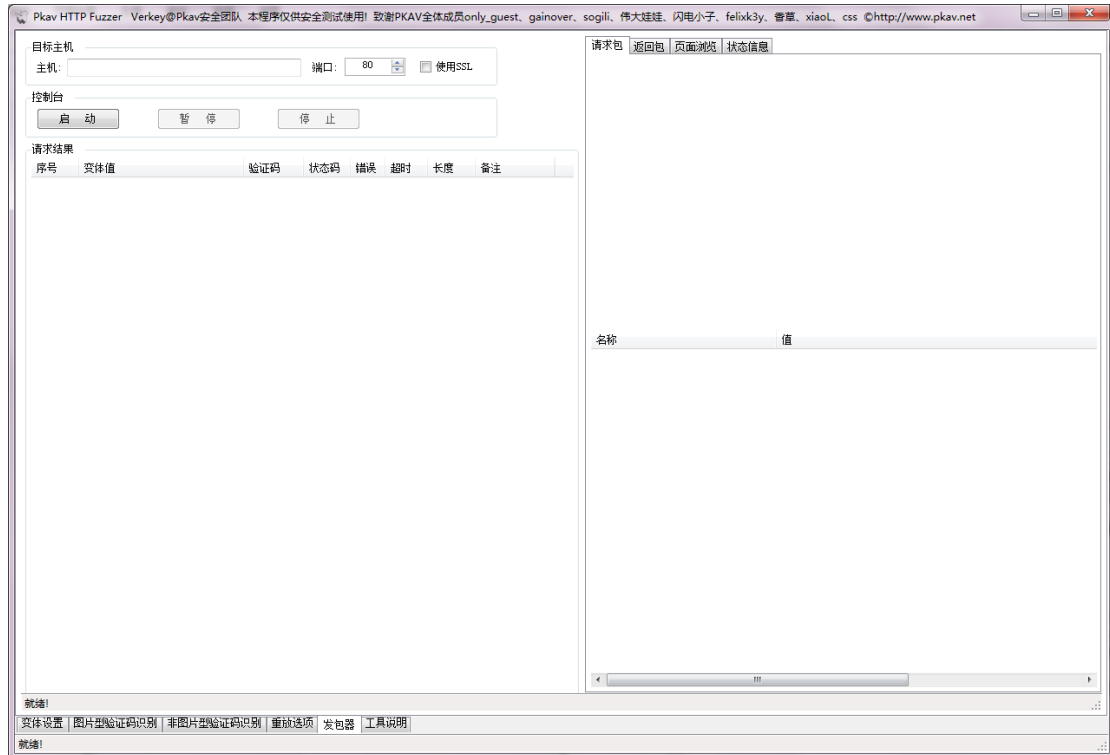 Pkav HTTP Fuzzer Verkey@Pkav安全团队 本程序仅供安全测试使用! 致谢PKAV全体成员only_guest、gainover、sogili、伟大娃娃、闪电小子、felixk3y、香草、xiaoL、css ©http://www.pkav.net
目标主机
主机: 端口: 80 使用SSL
控制台
启 动 暂 停 停 止
请求结果
序号 变体值 验证码 状态码 错误 超时 长度 备注
请求包 返回包 页面浏览 状态信息
名称 值
就绪!
变体设置 图片型验证码识别 非图片型验证码识别 重放选项 发包器 工具说明
就绪!